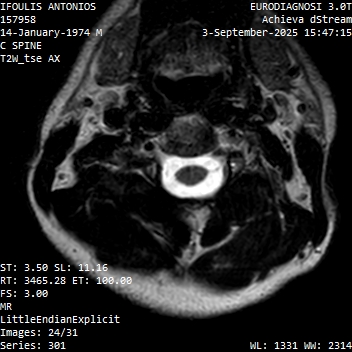 IFOULIS ANTONIOS
EURODIAGNOSI 3.0T
157958
Achieva dStream
14-January-1974 M
3-September-2025 15:47:15
C SPINE
T2W_tse AX
ST: 3.50 SL: 11.16
RT: 3465.28 ET: 100.00
FS: 3.00
MR
LittleEndianExplicit
Images: 24/31
Series: 301
WL: 1331 WW: 2314